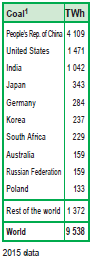 Coal¹ TWh
People's Rep. of China 4 109
United States 1 471
India 1 042
Japan 343
Germany 284
Korea 237
South Africa 229
Australia 159
Russian Federation 159
Poland 133
Rest of the world 1 372
World 9 538
2015 data